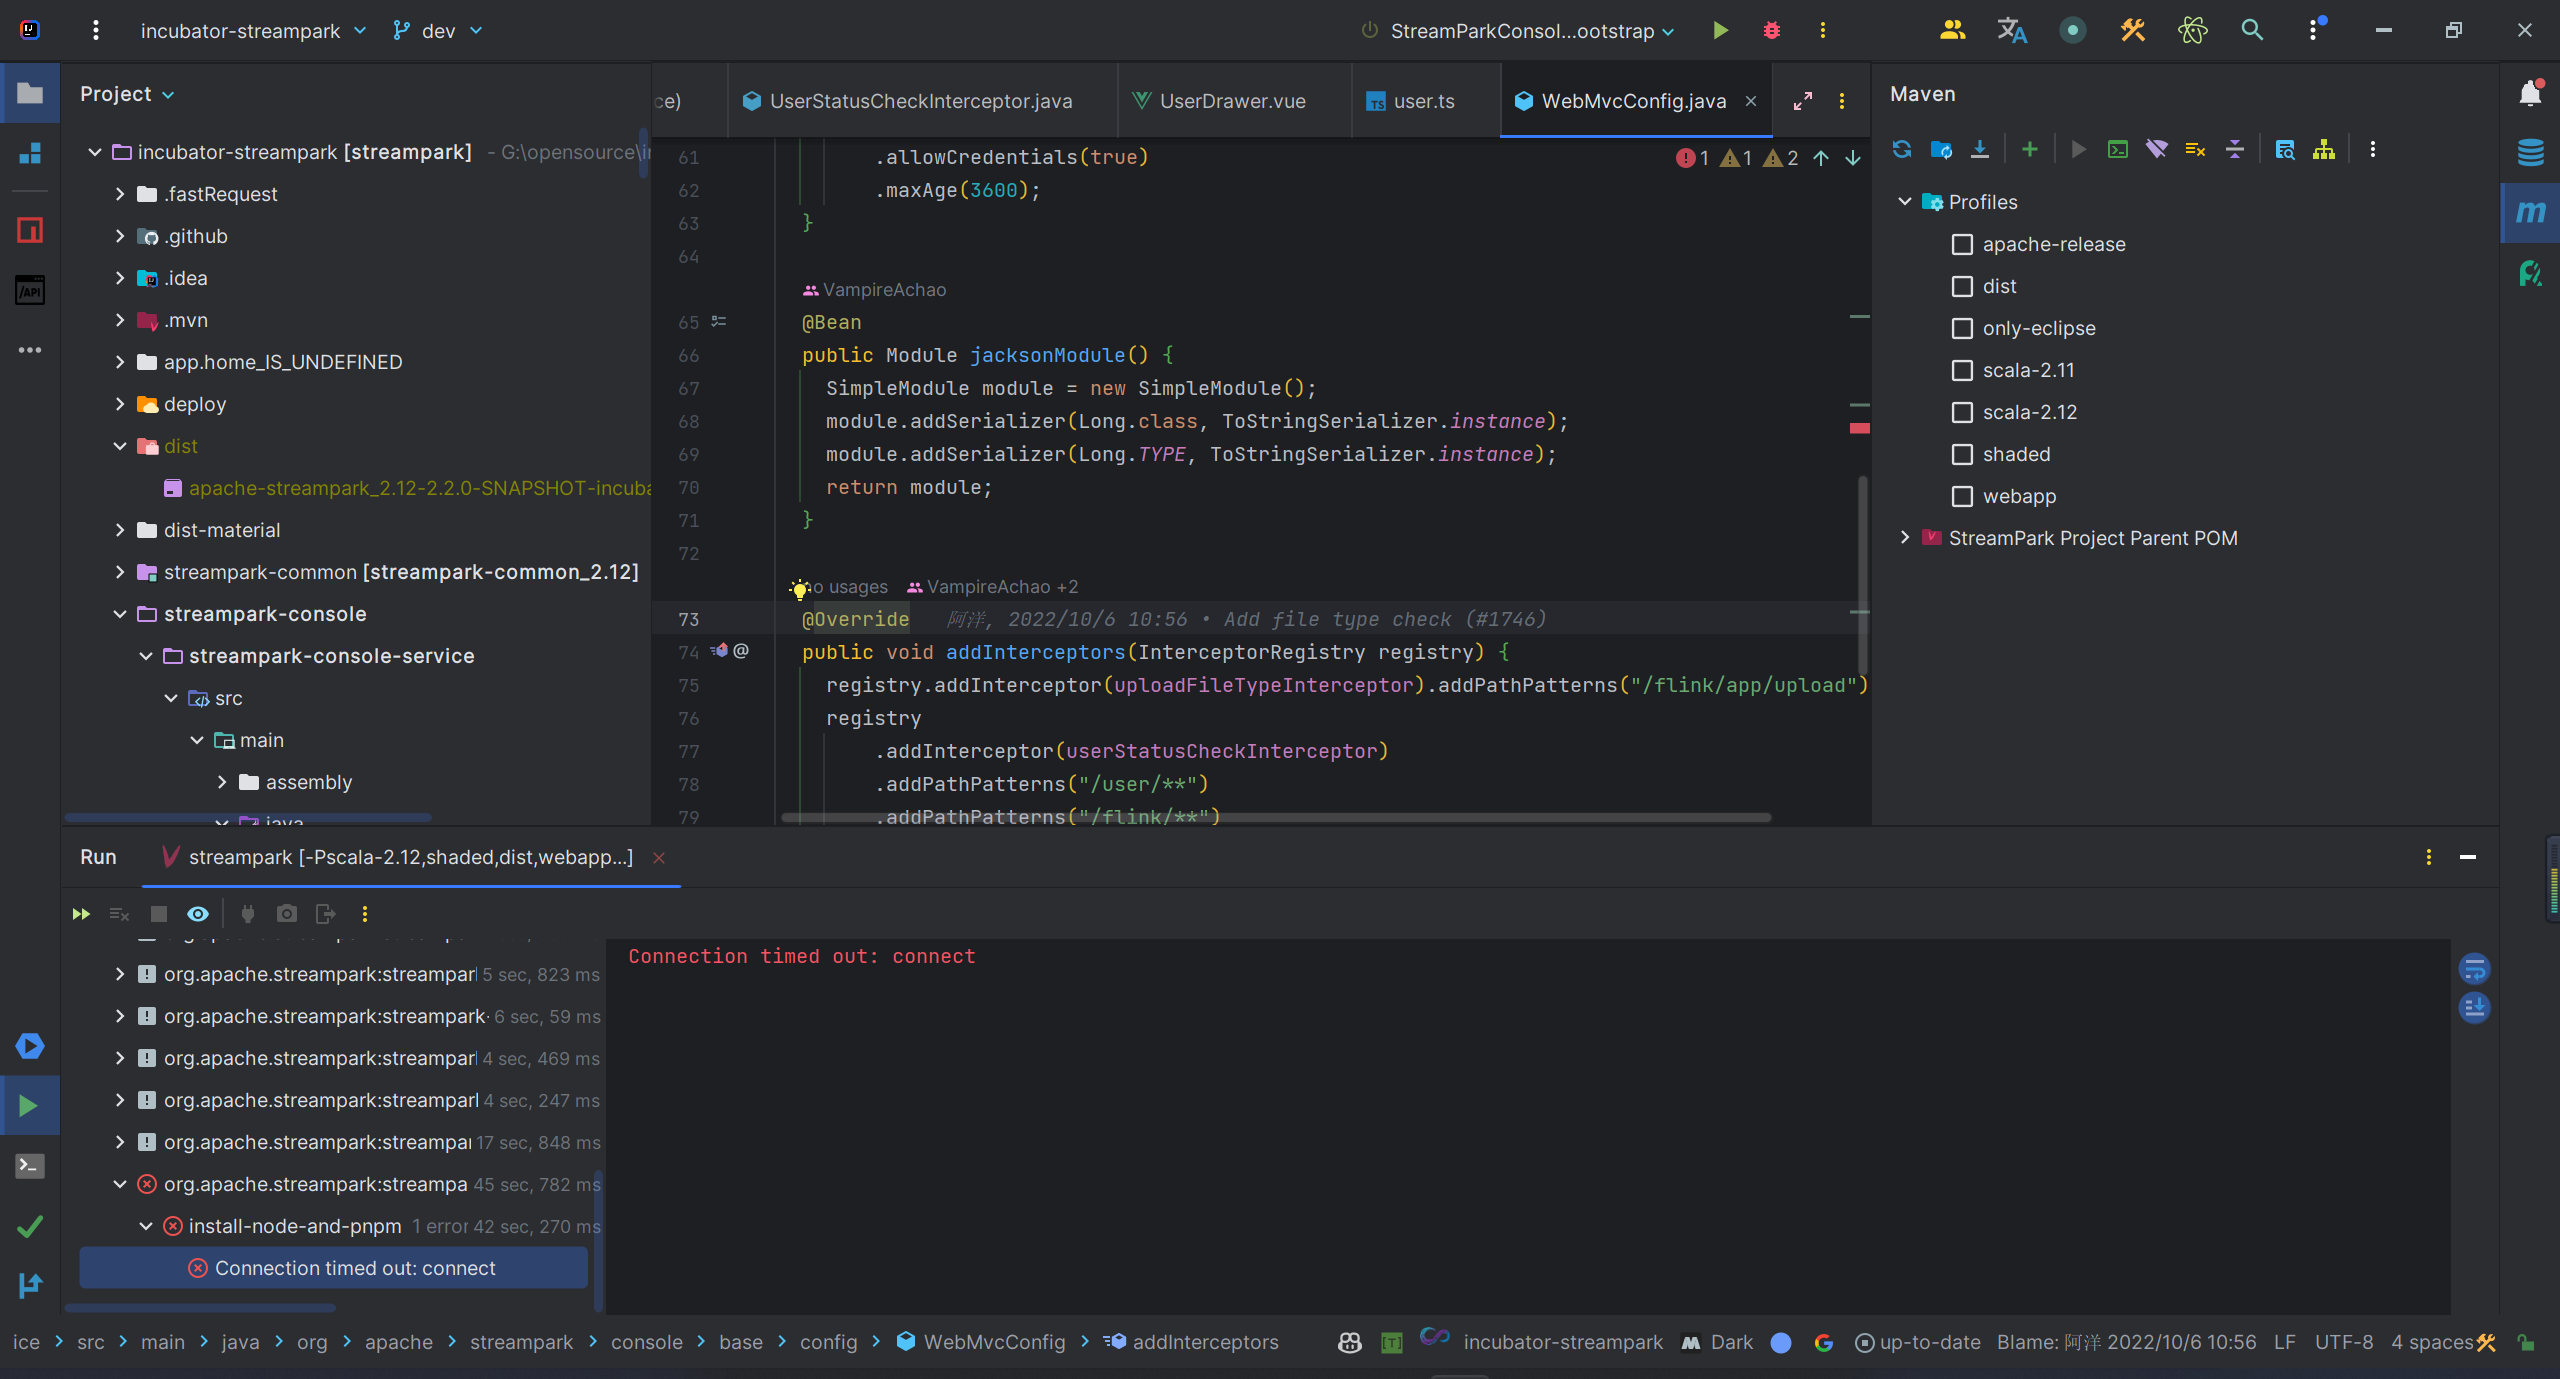 incubator-streampark
dev
StreamParkConsol...ootstrap
Project
incubator-streampark [streampark] - G:\opensource\i
.fastRequest
.github
.idea
.mvn
app.home_IS_UNDEFINED
deploy
dist
apache-streampark_2.12-2.2.0-SNAPSHOT-incuba
dist-material
streampark-common [streampark-common_2.12]
streampark-console
streampark-console-service
src
main
assembly
java
ce)
UserStatusCheckInterceptor.java
UserDrawer.vue
TS user.ts
WebMvcConfig.java
1 1 2
61 .allowCredentials(true)
62 .maxAge(3600);
63 }
64
VampireAchao
65 @Bean
66 public Module jacksonModule() {
67 SimpleModule module = new SimpleModule();
68 module.addSerializer(Long.class, ToStringSerializer.instance);
69 module.addSerializer(Long.TYPE, ToStringSerializer.instance);
70 return module;
71 }
72
o usages VampireAchao +2
73 @Override 阿洋, 2022/10/6 10:56 • Add file type check (#1746)
74 @ public void addInterceptors(InterceptorRegistry registry) {
75 registry.addInterceptor(uploadFileTypeInterceptor).addPathPatterns("/flink/app/upload")
76 registry
77 .addInterceptor(userStatusCheckInterceptor)
78 .addPathPatterns("/user/**")
79 .addPathPatterns("/flink/**")
Maven
Profiles
apache-release
dist
only-eclipse
scala-2.11
scala-2.12
shaded
webapp
StreamPark Project Parent POM
/API
m
Run
streampark [-Pscala-2.12,shaded,dist,webapp...]
org.apache.streampark:streampar 5 sec, 823 ms
org.apache.streampark:streampark- 6 sec, 59 ms
org.apache.streampark:streampar 4 sec, 469 ms
org.apache.streampark:streampar 4 sec, 247 ms
org.apache.streampark:streampa 17 sec, 848 ms
org.apache.streampark:streampa 45 sec, 782 ms
install-node-and-pnpm 1 error 42 sec, 270 ms
Connection timed out: connect
Connection timed out: connect
ice > src > main > java > org > apache > streampark > console > base > config > WebMvcConfig > addInterceptors
[T] incubator-streampark Dark G up-to-date Blame: 阿洋 2022/10/6 10:56 LF UTF-8 4 spaces